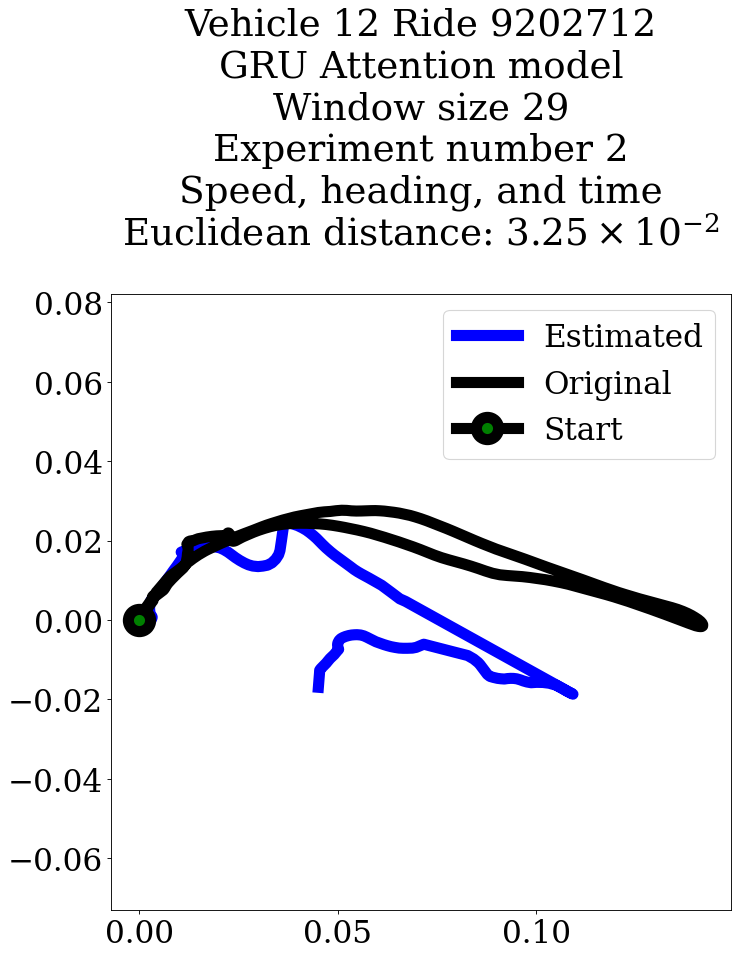 Vehicle 12 Ride 9202712
GRU Attention model
Window size 29
Experiment number 2
Speed, heading, and time
Euclidean distance: 3.25 × 10⁻²
Estimated
Original
Start
0.08
0.06
0.04
0.02
0.00
−0.02
−0.04
−0.06
0.00 0.05 0.10